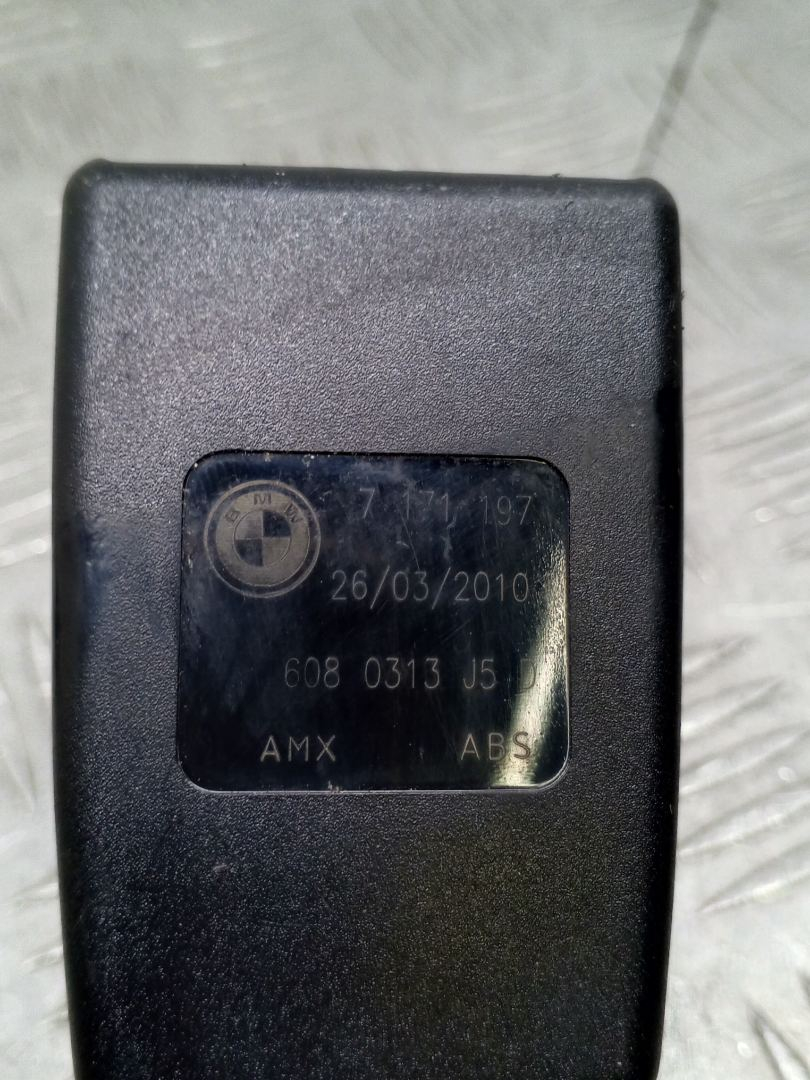 BMW
7 171 197
26/03/2010
608 0313 J5 D
AMX ABS